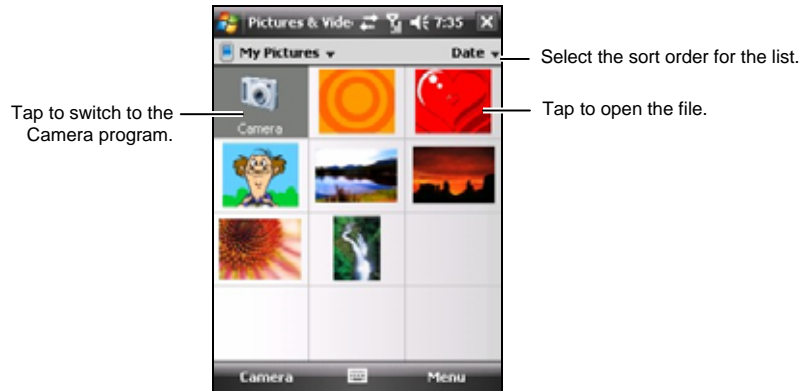 Pictures & Vide 7:35
My Pictures Date
Select the sort order for the list.
Tap to switch to the
Camera program.
Tap to open the file.
Camera
Camera Menu